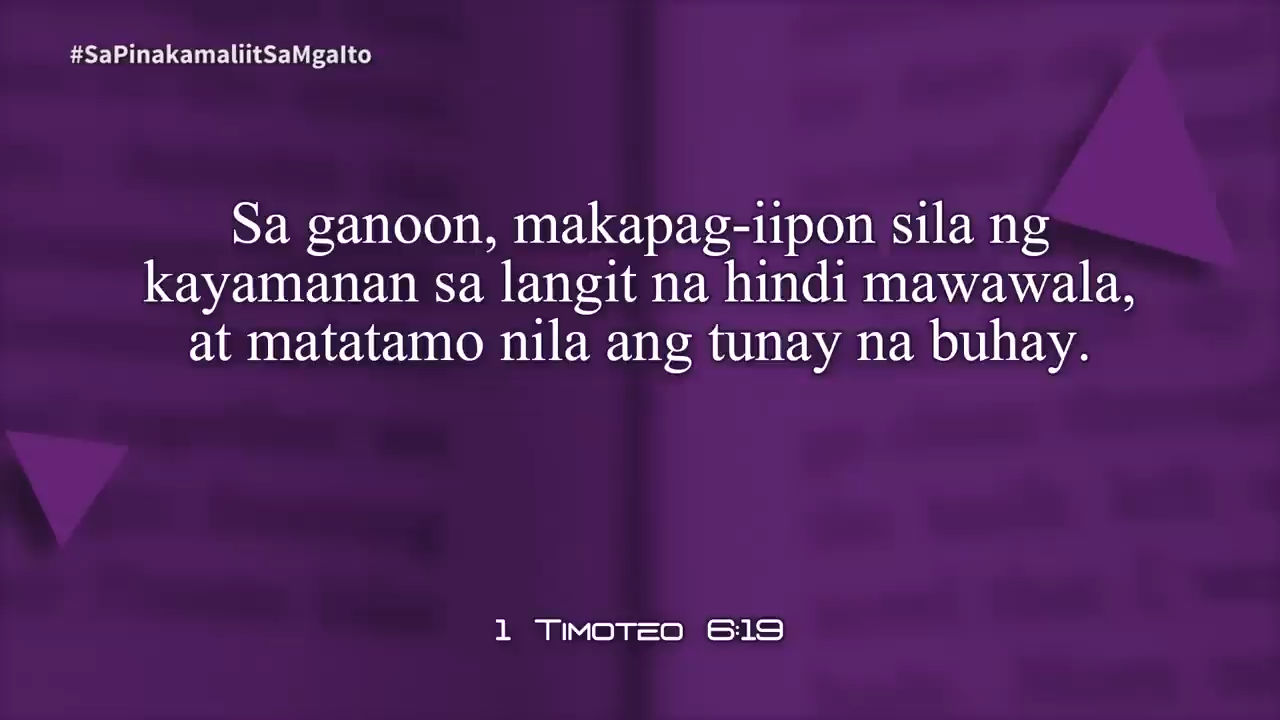 #SaPinakamaliitSaMgaIto
Sa ganoon, makapag-iipon sila ng
kayamanan sa langit na hindi mawawala,
at matatamo nila ang tunay na buhay.
1 Timoteo 6:19